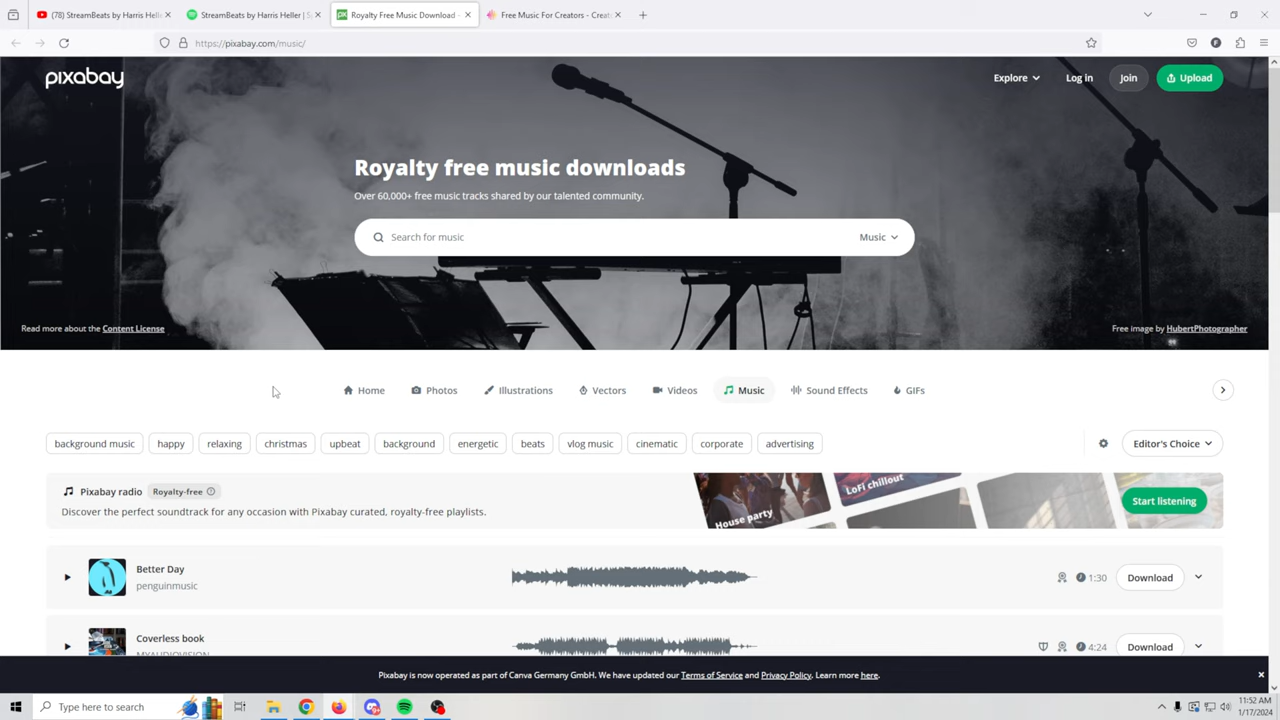 (78) StreamBeats by Harris Hell
StreamBeats by Harris Heller | S
Royalty Free Music Download -
Free Music For Creators - Creat
https://pixabay.com/music/
pixabay
Explore
Log in
Join
Upload
Royalty free music downloads
Over 60,000+ free music tracks shared by our talented community.
Search for music
Music
Read more about the Content License
Free image by HubertPhotographer
Home
Photos
Illustrations
Vectors
Videos
Music
Sound Effects
GIFs
background music
happy
relaxing
christmas
upbeat
background
energetic
beats
vlog music
cinematic
corporate
advertising
Editor's Choice
Pixabay radio
Royalty-free
Discover the perfect soundtrack for any occasion with Pixabay curated, royalty-free playlists.
House party
LoFi chillout
Start listening
Better Day
penguinmusic
1:30
Download
Coverless book
MYAUDIOVISION
4:24
Download
Pixabay is now operated as part of Canva Germany GmbH. We have updated our Terms of Service and Privacy Policy. Learn more here.
Type here to search
11:52 AM
1/17/2024